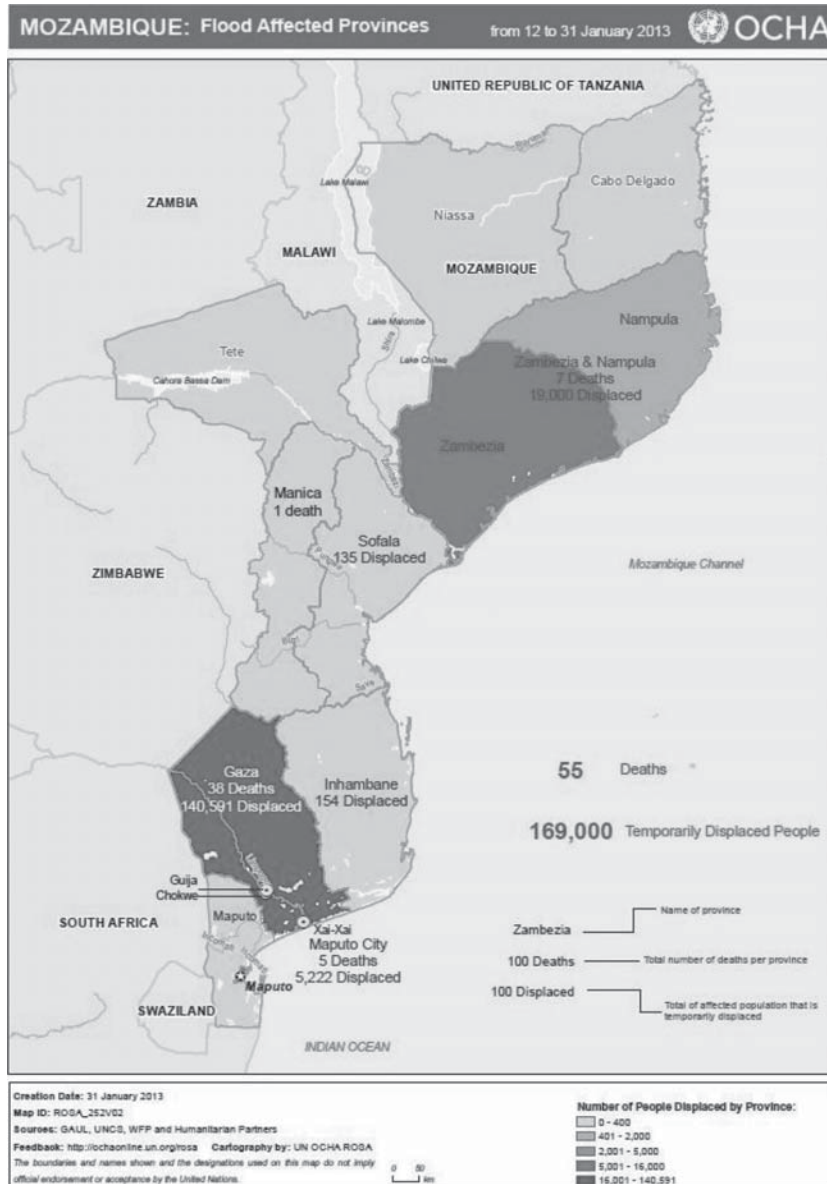 MOZAMBIQUE: Flood Affected Provinces from 12 to 31 January 2013 OCHA
UNITED REPUBLIC OF TANZANIA
Lake Malawi
Cabo Delgado
ZAMBIA
Niassa
MALAWI
MOZAMBIQUE
Lake Malombe
Nampula
Shire
Tete
Lake Chilwa
Zambezia & Nampula
7 Deaths
19,000 Displaced
Cahora Bassa Dam
Zambezia
Manica
1 death
Sofala
135 Displaced
Mozambique Channel
ZIMBABWE
Save
Gaza
38 Deaths
140,591 Displaced
Inhambane
154 Displaced
55 Deaths
169,000 Temporarily Displaced People
Guija
Chokwe
Maputo
SOUTH AFRICA
Xai-Xai
Maputo City
5 Deaths
5,222 Displaced
Maputo
SWAZILAND
INDIAN OCEAN
Name of province
Zambezia
100 Deaths
Total number of deaths per province
100 Displaced
Total of affected population that is
temporarily displaced
Creation Date: 31 January 2013
Map ID: ROSA_252V02
Sources: GAUL, UNCS, WFP and Humanitarian Partners
Feedback: http://ochaonline.un.org/rosa Cartography by: UN OCHA ROSA
The boundaries and names shown and the designations used on this map do not imply
official endorsement or acceptance by the United Nations.
0 50
km
Number of People Displaced by Province:
0 - 400
401 - 2,000
2,001 - 5,000
5,001 - 16,000
16,001 - 140,591